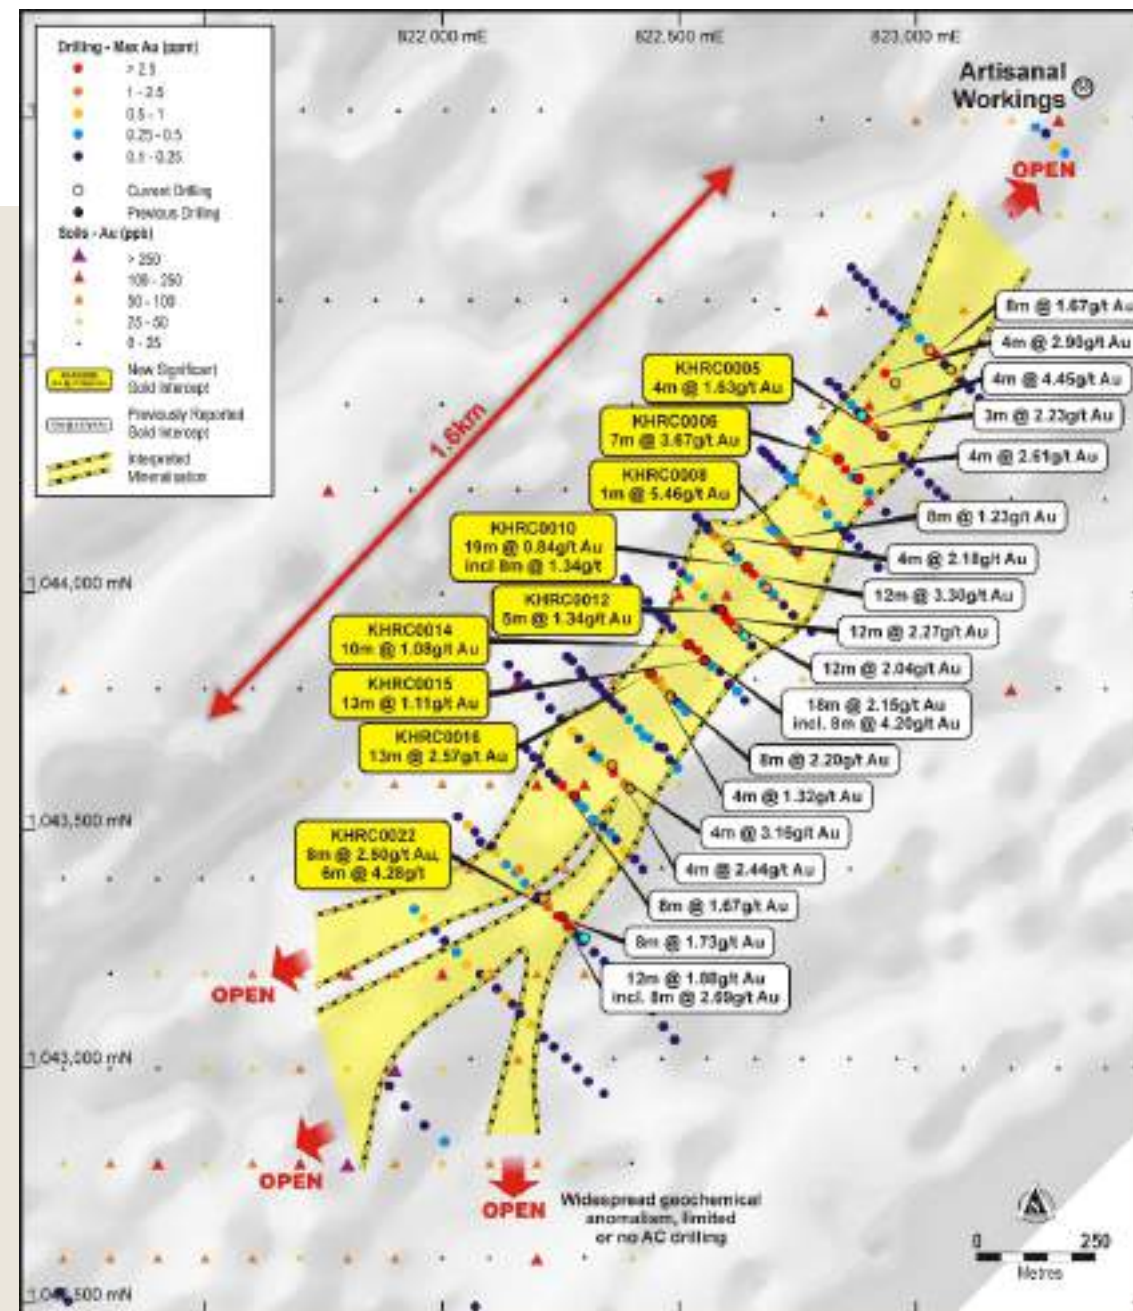 Drilling - Max Au (ppm)
> 2.5
1 - 2.5
0.5 - 1
0.25 - 0.5
0.1 - 0.25
Current Drilling
Previous Drilling
Soils - Au (ppb)
> 250
100 - 250
50 - 100
25 - 50
0 - 25
New Significant
Gold Intercept
Previously Reported
Gold Intercept
Interpreted
Mineralisation
622,000 mE
622,500 mE
623,000 mE
Artisanal
Workings
OPEN
1.6km
8m @ 1.67g/t Au
4m @ 2.90g/t Au
4m @ 4.45g/t Au
3m @ 2.23g/t Au
4m @ 2.61g/t Au
8m @ 1.23g/t Au
4m @ 2.18g/t Au
12m @ 3.30g/t Au
12m @ 2.27g/t Au
12m @ 2.04g/t Au
18m @ 2.15g/t Au
incl. 8m @ 4.20g/t Au
8m @ 2.20g/t Au
4m @ 1.32g/t Au
4m @ 3.16g/t Au
4m @ 2.44g/t Au
8m @ 1.67g/t Au
8m @ 1.73g/t Au
12m @ 1.88g/t Au
incl. 8m @ 2.69g/t Au
KHRC0005
4m @ 1.53g/t Au
KHRC0006
7m @ 3.67g/t Au
KHRC0008
1m @ 5.46g/t Au
KHRC0010
19m @ 0.84g/t Au
incl 8m @ 1.34g/t
KHRC0012
5m @ 1.34g/t Au
KHRC0014
10m @ 1.08g/t Au
KHRC0015
13m @ 1.11g/t Au
KHRC0016
13m @ 2.57g/t Au
KHRC0022
8m @ 2.50g/t Au,
6m @ 4.28g/t
1,044,000 mN
1,043,500 mN
1,043,000 mN
OPEN
OPEN
OPEN
Widespread geochemical
anomalism, limited
or no AC drilling
0 250
Metres